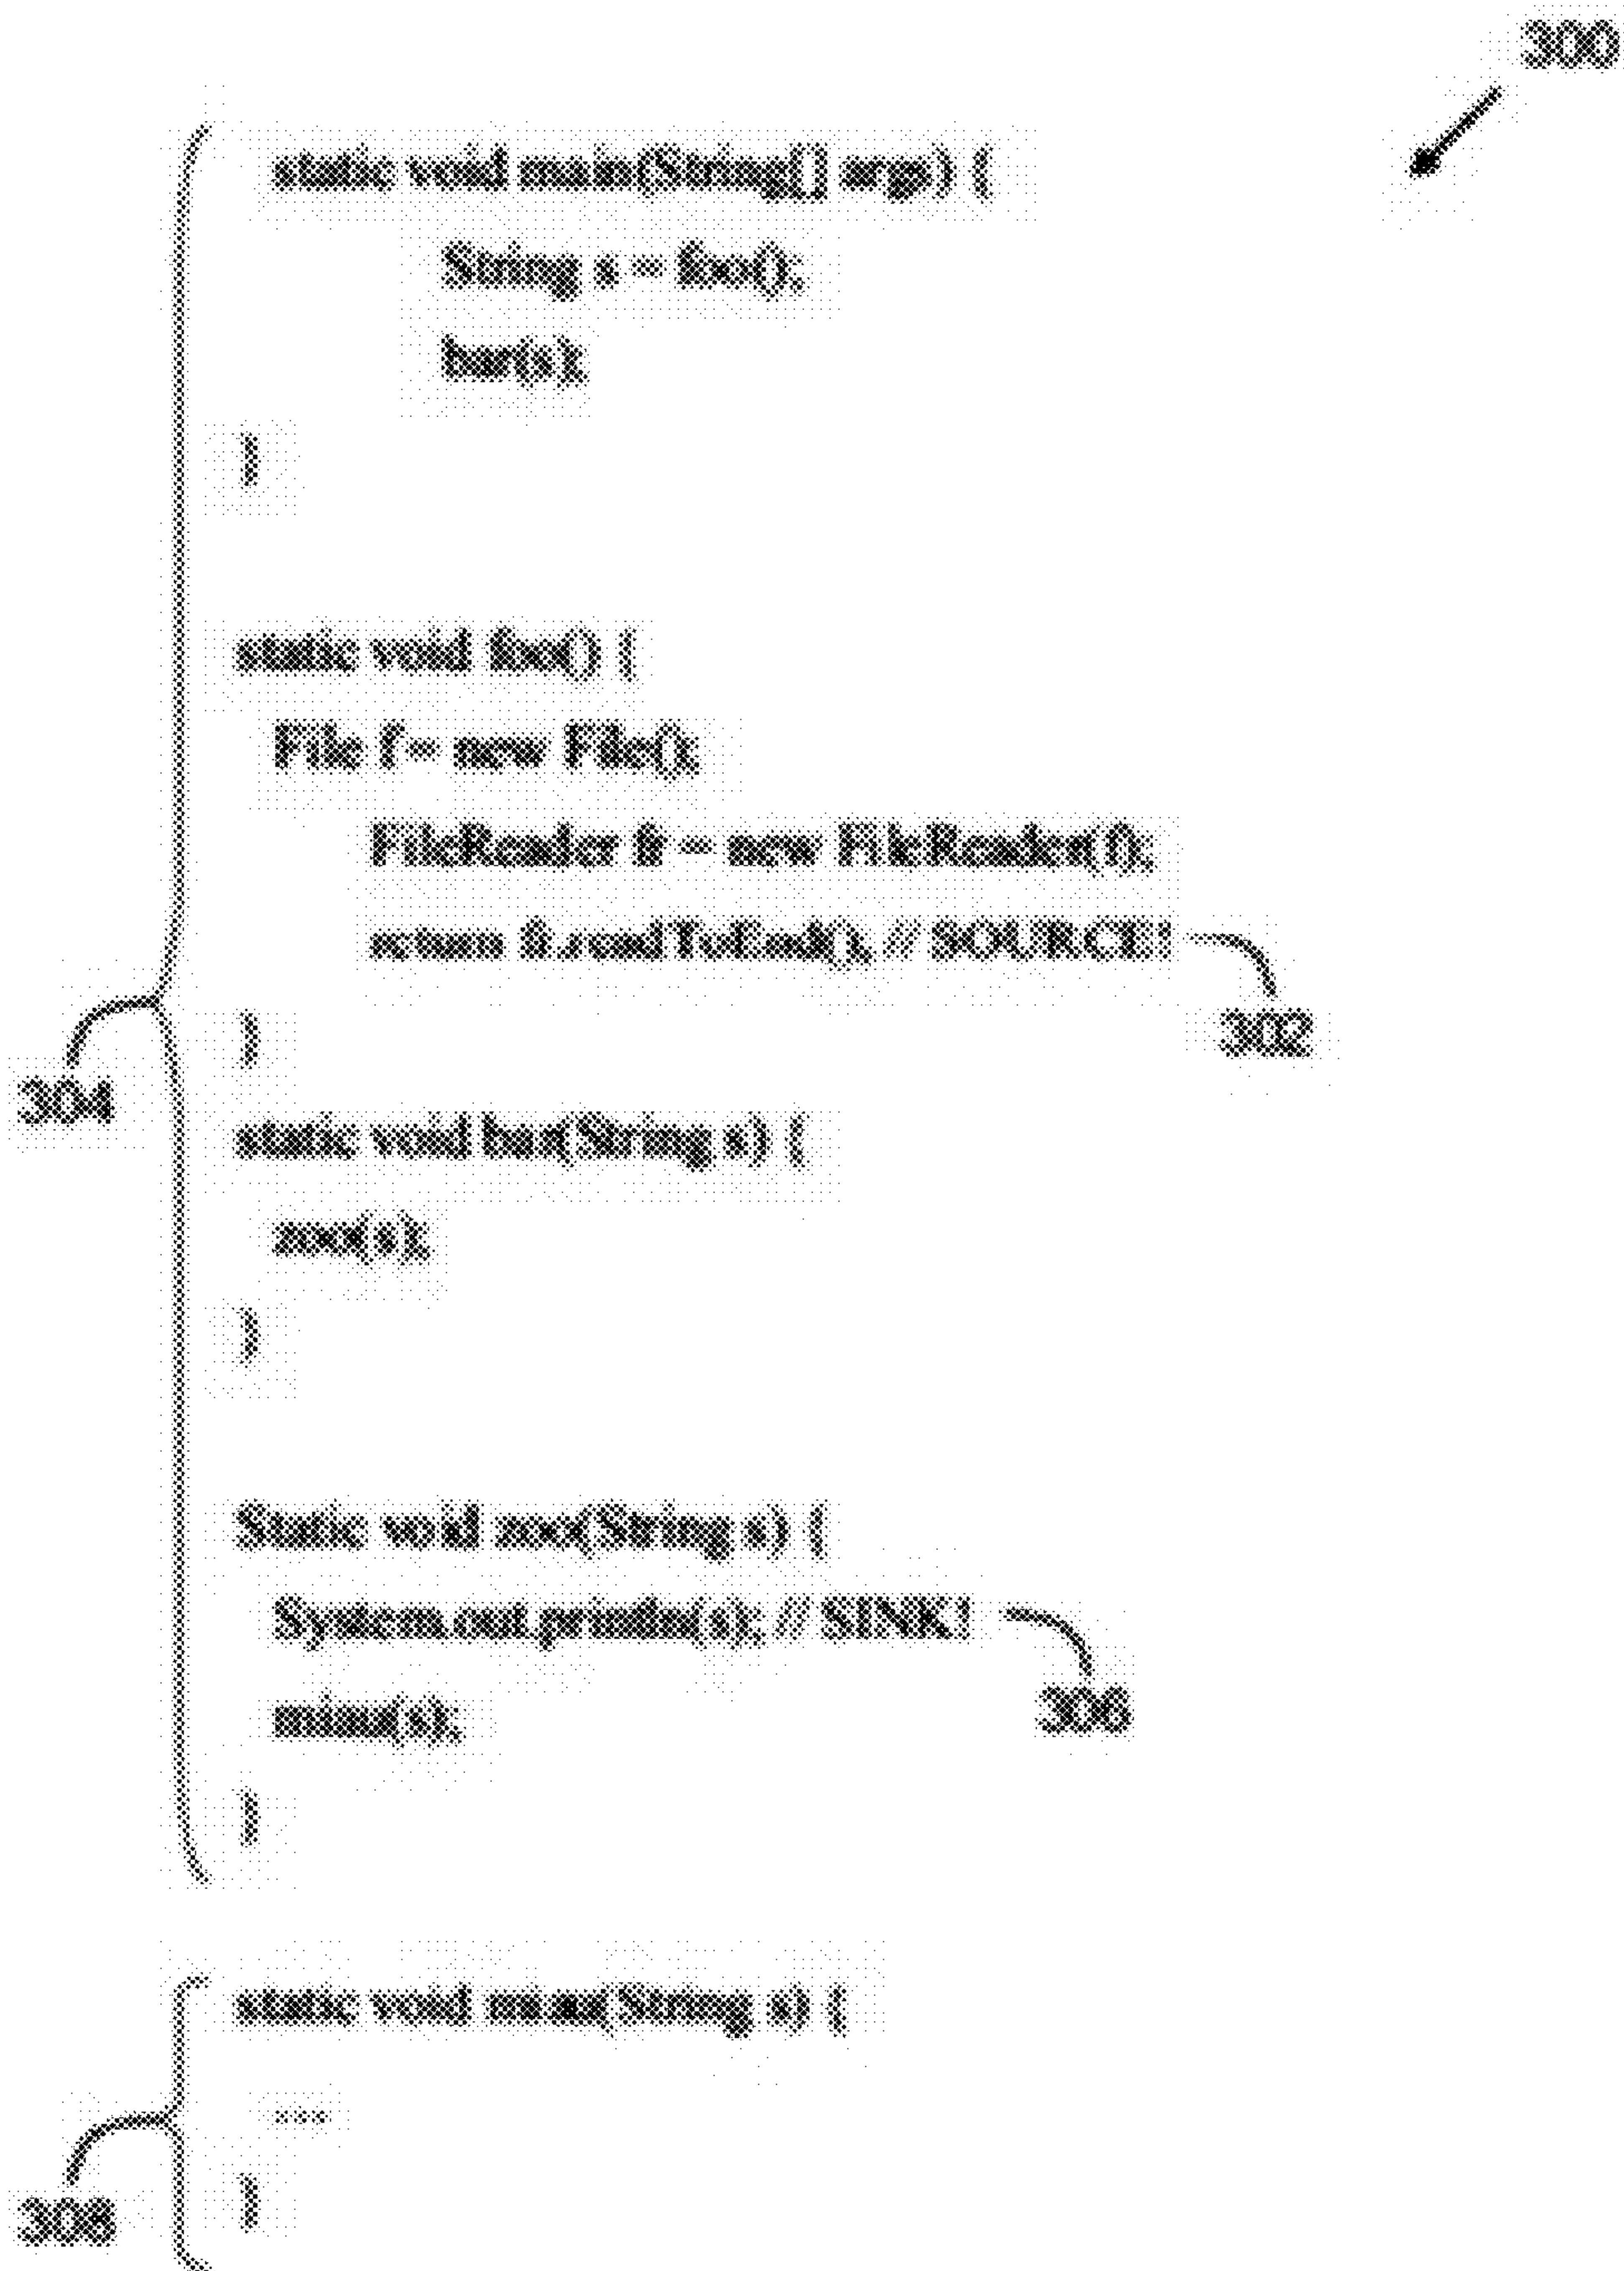 300
static void main(String[] args) {
String s = foo();
bar(s);
}
static void foo() {
File f = new File();
FileReader fr = new FileReader(f);
return fr.readToEnd(); // SOURCE!
302
}
304
static void bar(String s) {
zoo(s);
}
Static void zoo(String s) {
System.out.println(s); // SINK!
306
}
static void
(String s) {
...
}
308